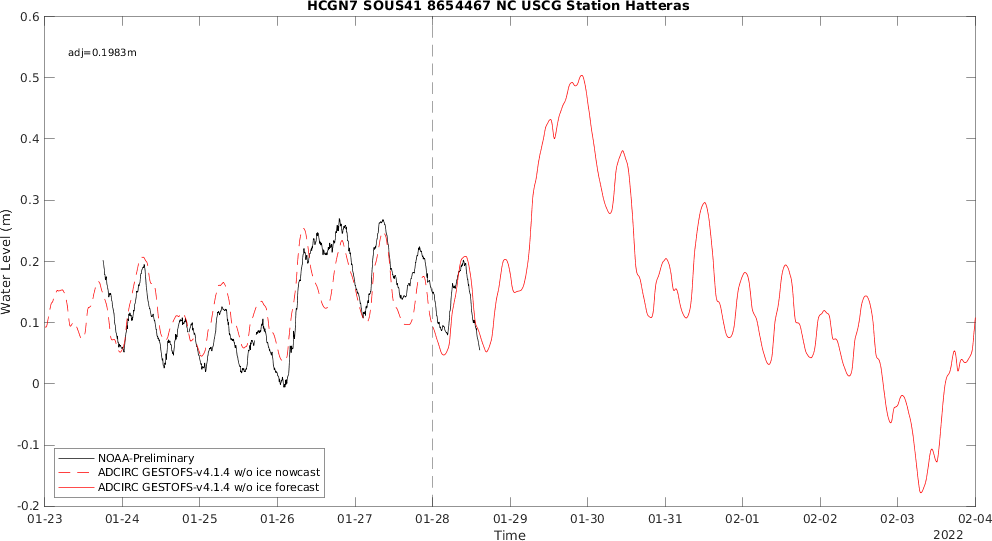 HCGN7 SOUS41 8654467 NC USCG Station Hatteras
adj=0.1983m
0.6
0.5
0.4
0.3
0.2
0.1
0
-0.1
-0.2
Water Level (m)
NOAA-Preliminary
ADCIRC GESTOFS-v4.1.4 w/o ice nowcast
ADCIRC GESTOFS-v4.1.4 w/o ice forecast
01-23 01-24 01-25 01-26 01-27 01-28 01-29 01-30 01-31 02-01 02-02 02-03 02-04
Time
2022